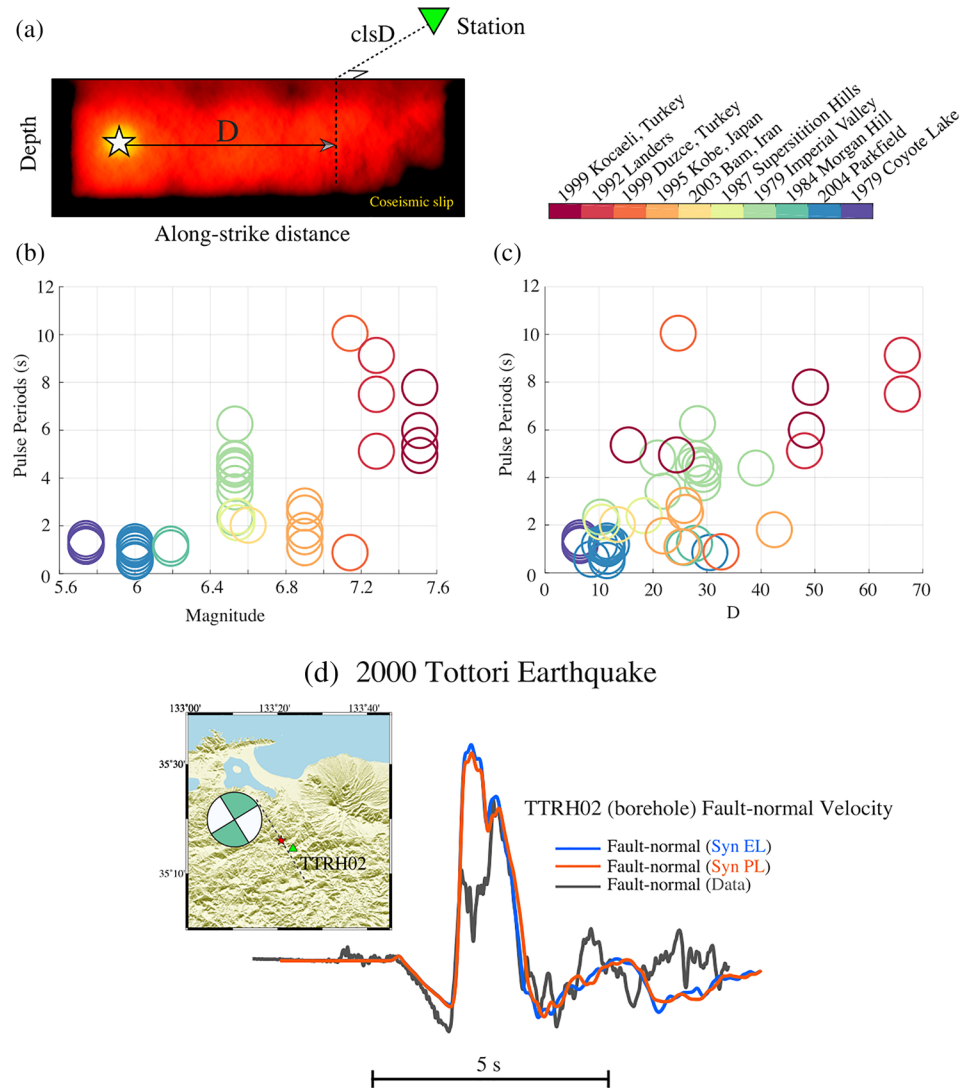 (a)
clsD
Station
Depth
D
Coseismic slip
Along-strike distance
1999 Kocaeli, Turkey
1992 Landers
1999 Duzce, Turkey
1995 Kobe, Japan
2003 Bam, Iran
1987 Supersitition Hills
1979 Imperial Valley
1984 Morgan Hill
2004 Parkfield
1979 Coyote Lake
(b)
12
10
8
6
4
2
0
Pulse Periods (s)
5.6
6
6.4
6.8
7.2
7.6
Magnitude
(c)
12
10
8
6
4
2
0
Pulse Periods (s)
0
10
20
30
40
50
60
70
D
(d) 2000 Tottori Earthquake
133°00'
133°20'
133°40'
35°30'
35°10'
TTRH02
TTRH02 (borehole) Fault-normal Velocity
Fault-normal (Syn EL)
Fault-normal (Syn PL)
Fault-normal (Data)
5 s